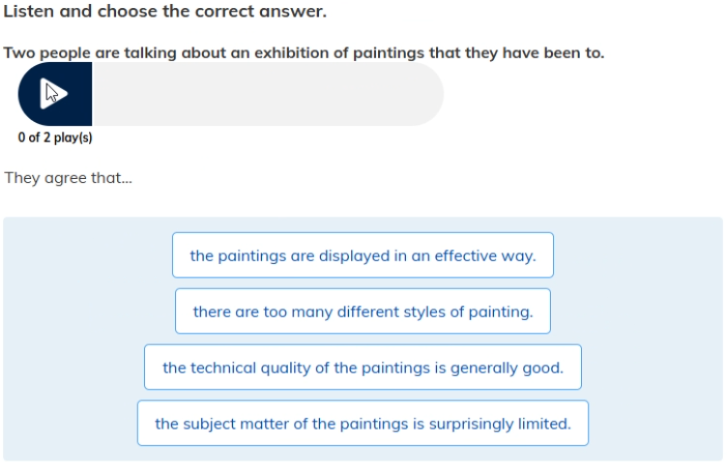 Listen and choose the correct answer.
Two people are talking about an exhibition of paintings that they have been to.
0 of 2 play(s)
They agree that...
the paintings are displayed in an effective way.
there are too many different styles of painting.
the technical quality of the paintings is generally good.
the subject matter of the paintings is surprisingly limited.